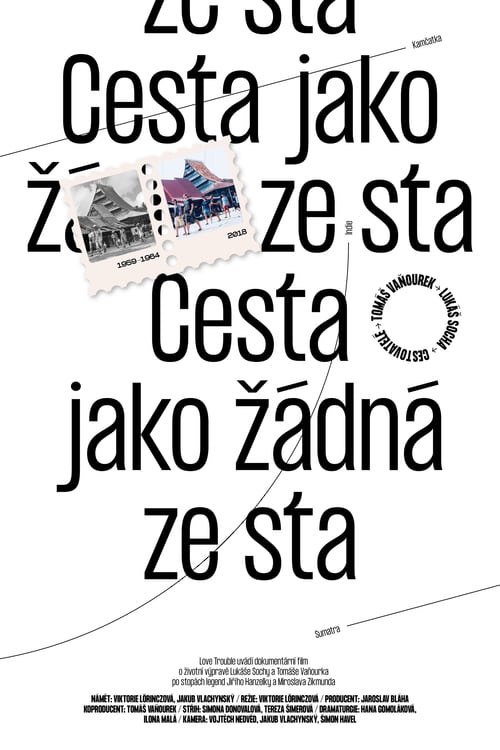 ze sta
Kamčatka
Cesta jako
žá ze sta
1959–1964
2018
Indie
TOMÁŠ VAŇOUREK → LUKÁŠ SOCHA → CESTOVATELÉ →
Cesta
jako žádná
ze sta
Sumatra
Love Trouble uvádí dokumentární film
o životní výpravě Lukáše Sochy a Tomáše Vaňourka
po stopách legend Jiřího Hanzelky a Miroslava Zikmunda
NÁMĚT: VIKTORIE LÖRINCZOVÁ, JAKUB VLACHYNSKÝ / REŽIE: VIKTORIE LÖRINCZOVÁ / PRODUCENT: JAROSLAV BLÁHA
KOPRODUCENT: TOMÁŠ VAŇOUREK / STŘIH: SIMONA DONOVALOVÁ, TEREZA ŠIMEROVÁ / DRAMATURGIE: HANA GOMOLÁKOVÁ,
ILONA MALÁ / KAMERA: VOJTĚCH NEDVĚD, JAKUB VLACHYNSKÝ, ŠIMON HAVEL